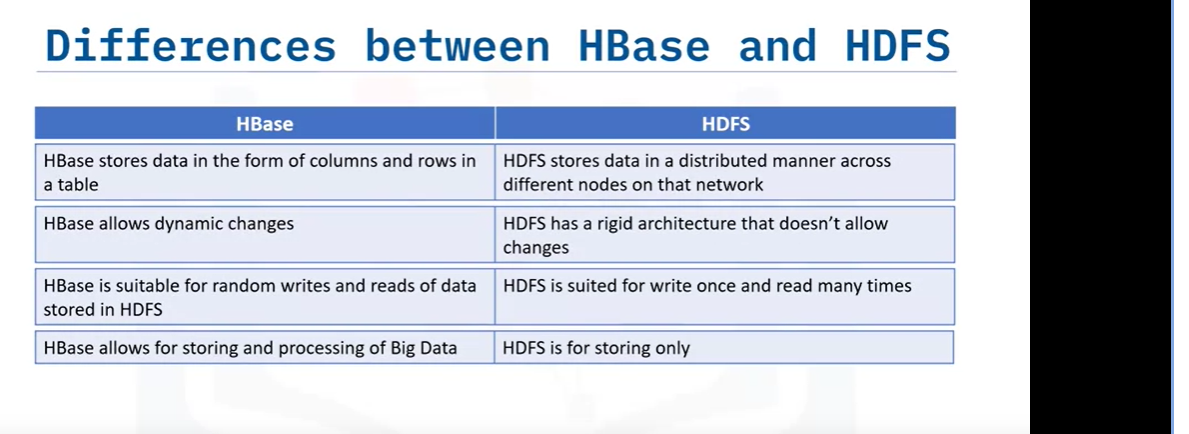 Differences between HBase and HDFS
HBase
HDFS
HBase stores data in the form of columns and rows in
a table
HDFS stores data in a distributed manner across
different nodes on that network
HBase allows dynamic changes
HDFS has a rigid architecture that doesn’t allow
changes
HBase is suitable for random writes and reads of data
stored in HDFS
HDFS is suited for write once and read many times
HBase allows for storing and processing of Big Data
HDFS is for storing only